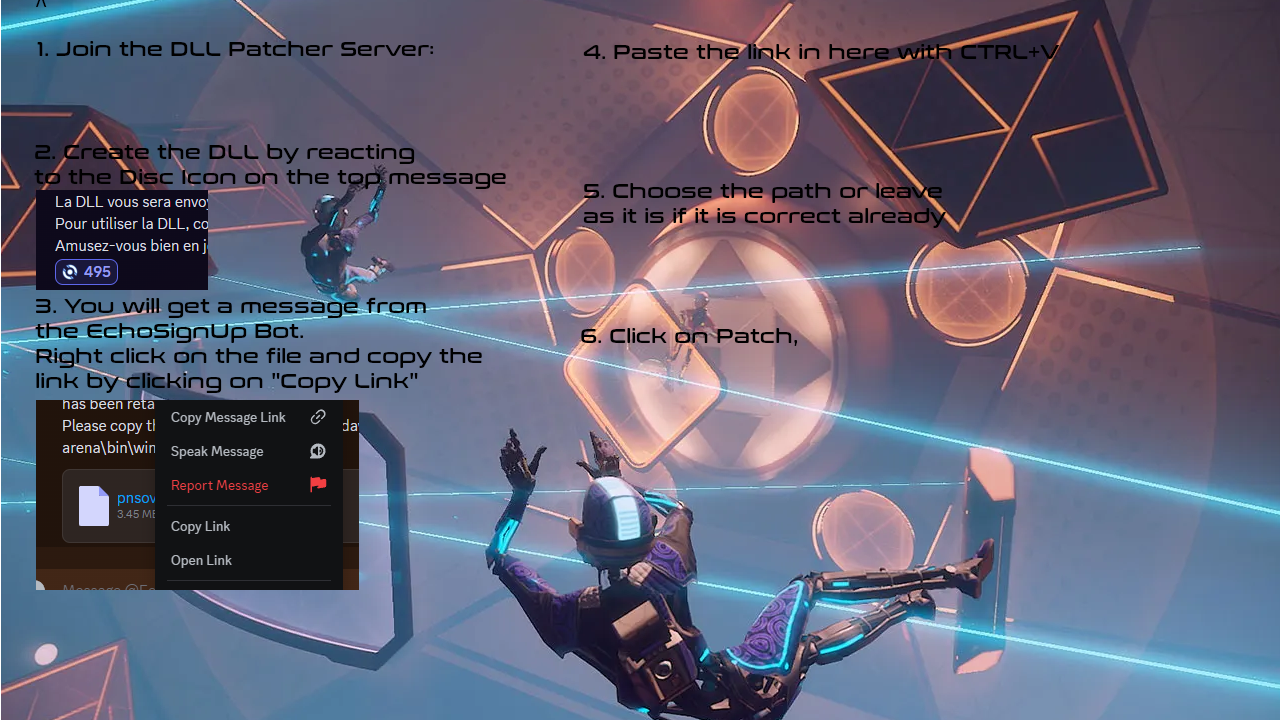 1. Join the DLL Patcher Server:
2. Create the DLL by reacting
to the Disc Icon on the top message
La DLL vous sera
Pour utiliser la DLL,
Amusez-vous bien en
495
3. You will get a message from
the EchoSignUp Bot.
Right click on the file and copy the
link by clicking on "Copy Link"
has been
Please copy
arena\bin\win
pnsov
3.45
Copy Message Link
Speak Message
Report Message
Copy Link
Open Link
Message
4. Paste the link in here with CTRL+V
5. Choose the path or leave
as it is if it is correct already
6. Click on Patch,